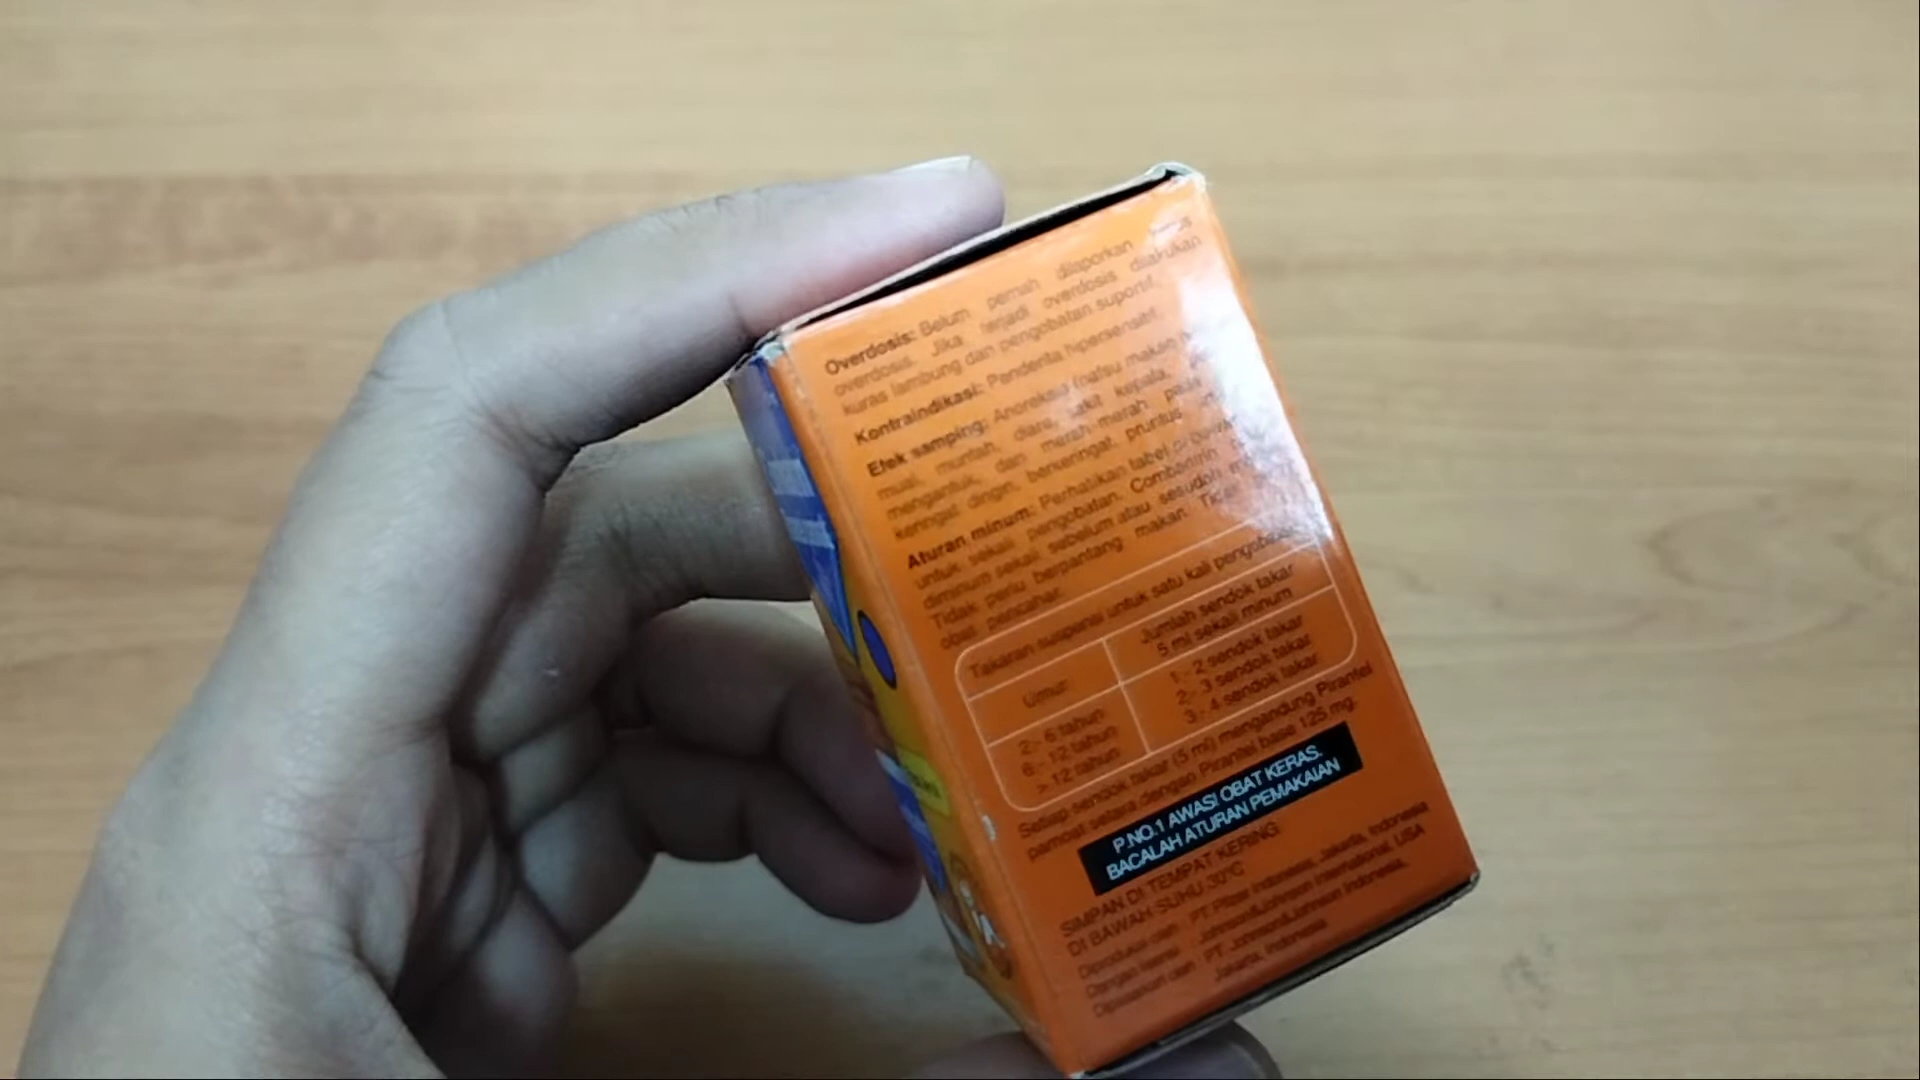 Overdosis: Belum pernah dilaporkan
overdosis. Jika terjadi overdosis dilakukan
kuras lambung dan pengobatan suportif.
Kontraindikasi: Penderita hipersensitif.
Efek samping: Anoreksia (nafsu makan
mual, muntah, diare, sakit kepala,
mengantuk, dan merah-merah pada
keringat dingin, berkeringat, pruritus
Aturan minum: Perhatikan tabel di bawah
untuk sekali pengobatan. Combantrin
diminum sekali sebelum atau sesudah
Tidak perlu berpantang makan.
obat pencahar.
Takaran suspensi untuk satu kali pengobatan
Umur: Jumlah sendok takar
5 ml sekali minum
2 - 6 tahun 1 - 2 sendok takar
6 - 12 tahun 2 - 3 sendok takar
> 12 tahun 3 - 4 sendok takar
Setiap sendok takar (5 ml) mengandung Pirantel
pamoat setara dengan Pirantel base 125 mg.
P.NO.1 AWAS! OBAT KERAS.
BACALAH ATURAN PEMAKAIAN
SIMPAN DI TEMPAT KERING
DI BAWAH SUHU 30°C
Diproduksi oleh : PT. Pfizer Indonesia, Jakarta, Indonesia
Dengan lisensi : Johnson&Johnson International, USA
Dipasarkan oleh : PT. Johnson&Johnson Indonesia,
Jakarta, Indonesia